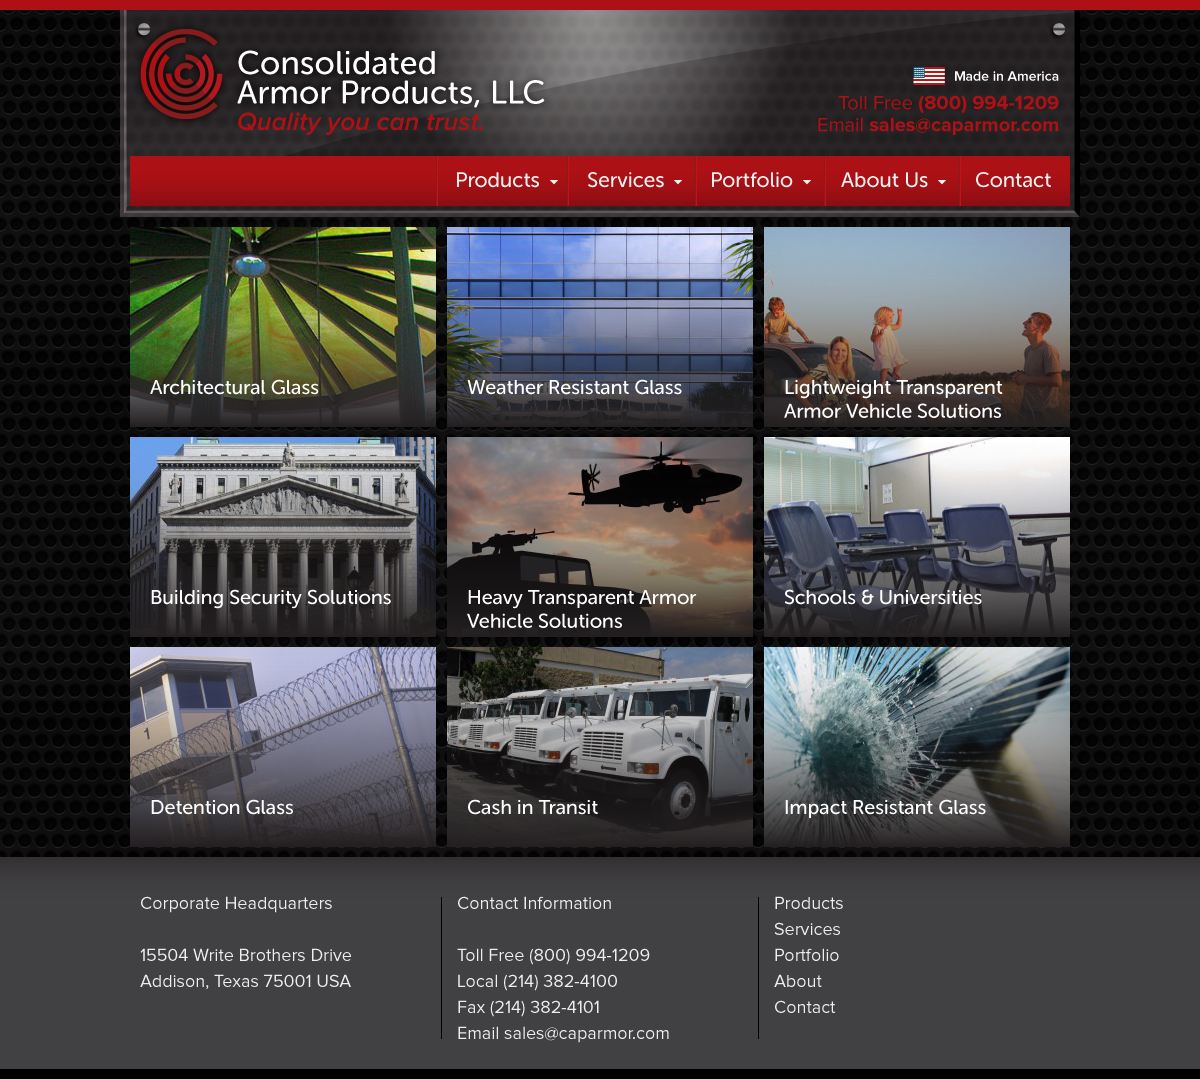 Consolidated
Armor Products, LLC
Quality you can trust.
Made in America
Toll Free (800) 994-1209
Email sales@caparmor.com
Products
Services
Portfolio
About Us
Contact
Architectural Glass
Weather Resistant Glass
Lightweight Transparent
Armor Vehicle Solutions
Building Security Solutions
Heavy Transparent Armor
Vehicle Solutions
Schools & Universities
1
Detention Glass
Cash in Transit
Impact Resistant Glass
Corporate Headquarters
15504 Write Brothers Drive
Addison, Texas 75001 USA
Contact Information
Toll Free (800) 994-1209
Local (214) 382-4100
Fax (214) 382-4101
Email sales@caparmor.com
Products
Services
Portfolio
About
Contact